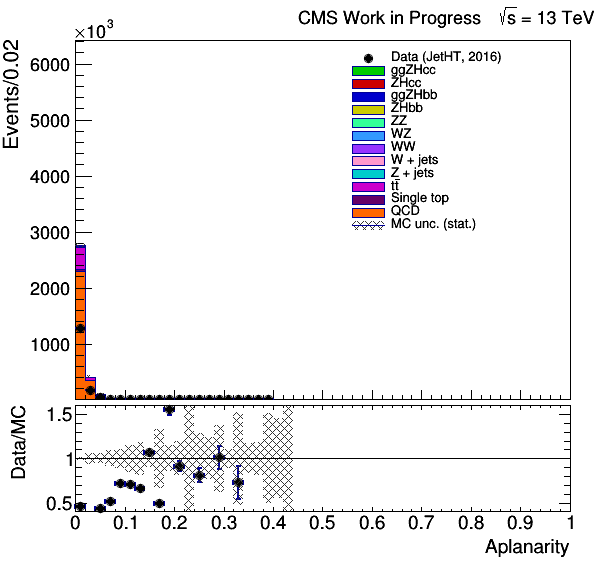 CMS Work in Progress √s = 13 TeV
×10³
Events/0.02
6000
5000
4000
3000
2000
1000
Data (JetHT, 2016)
ggZHcc
ZHcc
ggZHbb
ZHbb
ZZ
WZ
WW
W + jets
Z + jets
tt̄
Single top
QCD
MC unc. (stat.)
Data/MC
1.5
1
0.5
0 0.1 0.2 0.3 0.4 0.5 0.6 0.7 0.8 0.9 1
Aplanarity